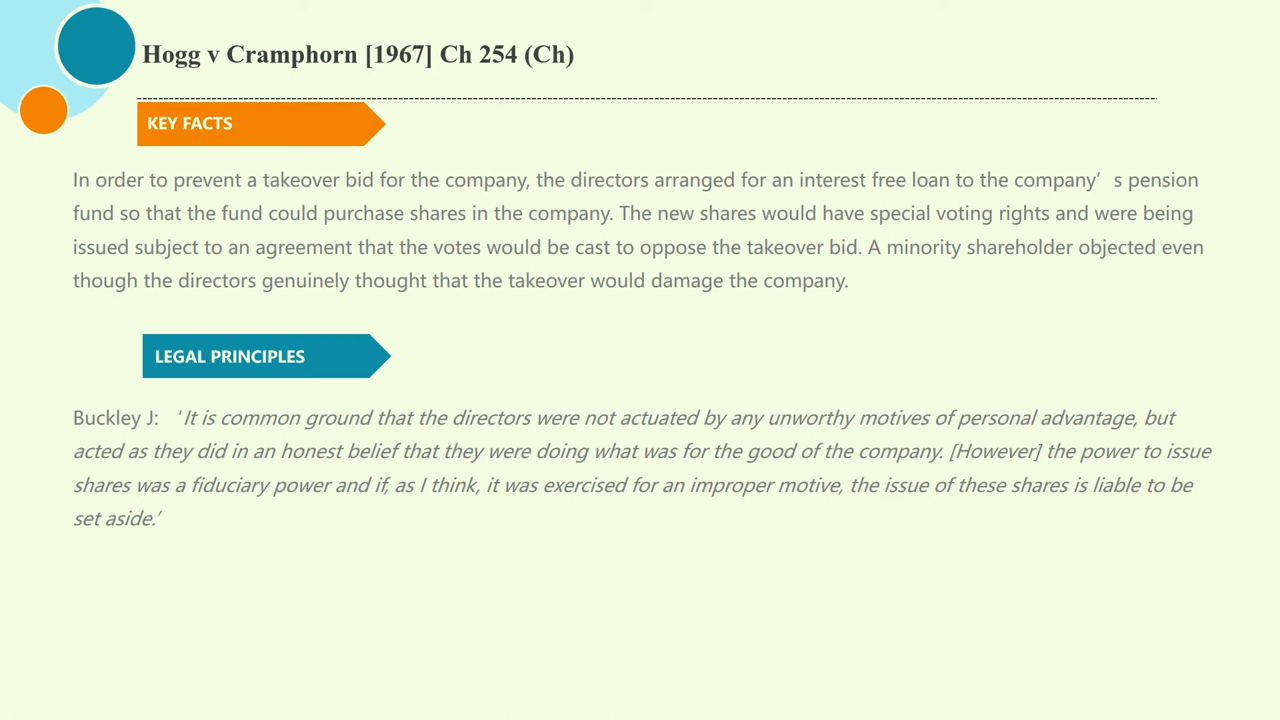 Hogg v Cramphorn [1967] Ch 254 (Ch)
KEY FACTS
In order to prevent a takeover bid for the company, the directors arranged for an interest free loan to the company’ s pension
fund so that the fund could purchase shares in the company. The new shares would have special voting rights and were being
issued subject to an agreement that the votes would be cast to oppose the takeover bid. A minority shareholder objected even
though the directors genuinely thought that the takeover would damage the company.
LEGAL PRINCIPLES
Buckley J: ‘It is common ground that the directors were not actuated by any unworthy motives of personal advantage, but
acted as they did in an honest belief that they were doing what was for the good of the company. [However] the power to issue
shares was a fiduciary power and if, as I think, it was exercised for an improper motive, the issue of these shares is liable to be
set aside.’